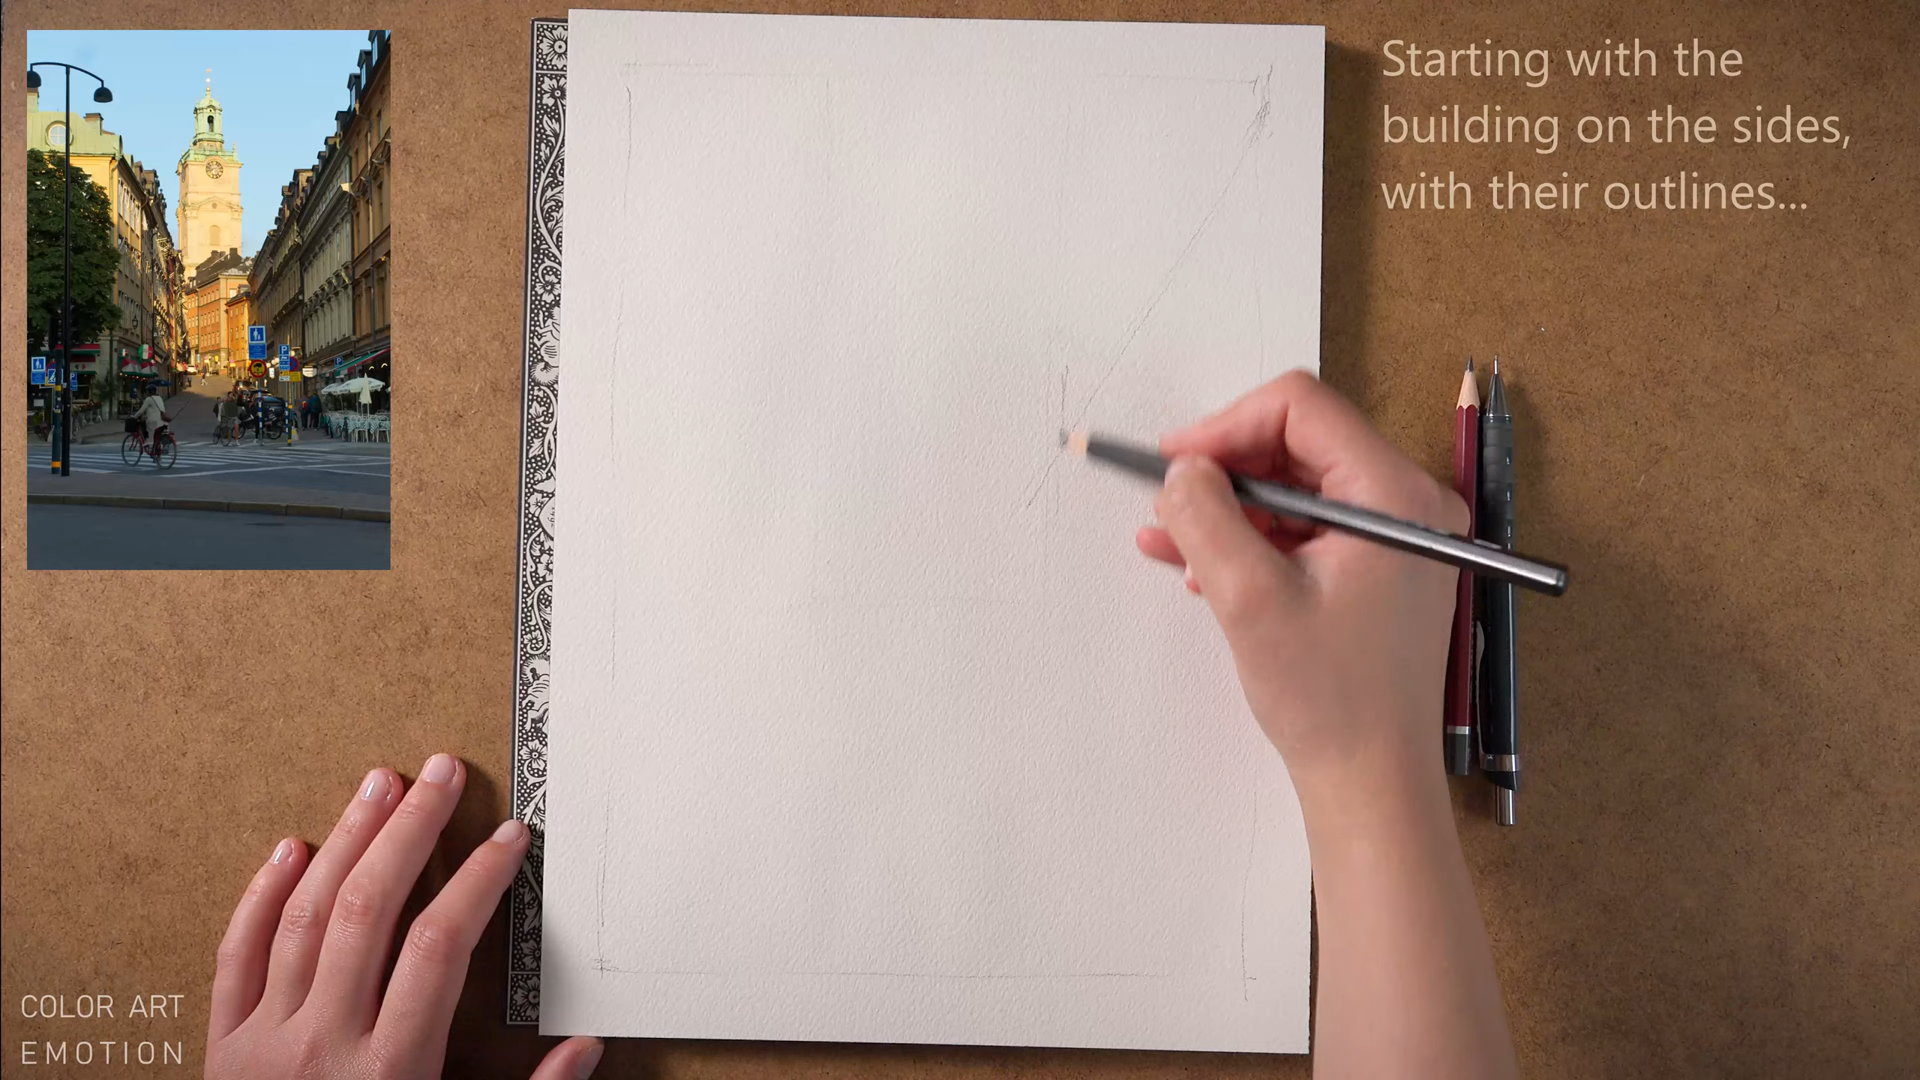 Starting with the
building on the sides,
with their outlines...
P
COLOR ART
EMOTION